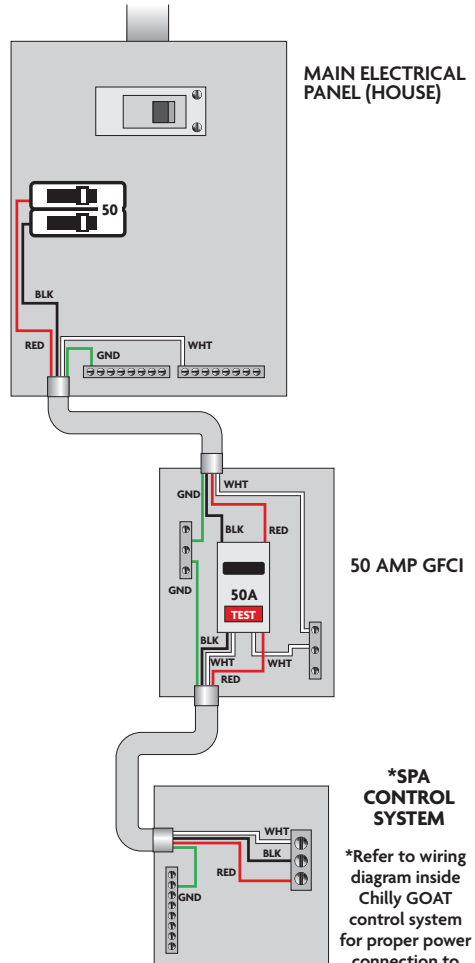 MAIN ELECTRICAL
PANEL (HOUSE)
50
BLK
RED
GND
WHT
WHT
GND
BLK
RED
50 AMP GFCI
GND
50A
TEST
BLK
WHT
WHT
RED
*SPA
CONTROL
SYSTEM
WHT
BLK
RED
GND
*Refer to wiring
diagram inside
Chilly GOAT
control system
for proper power
connection to